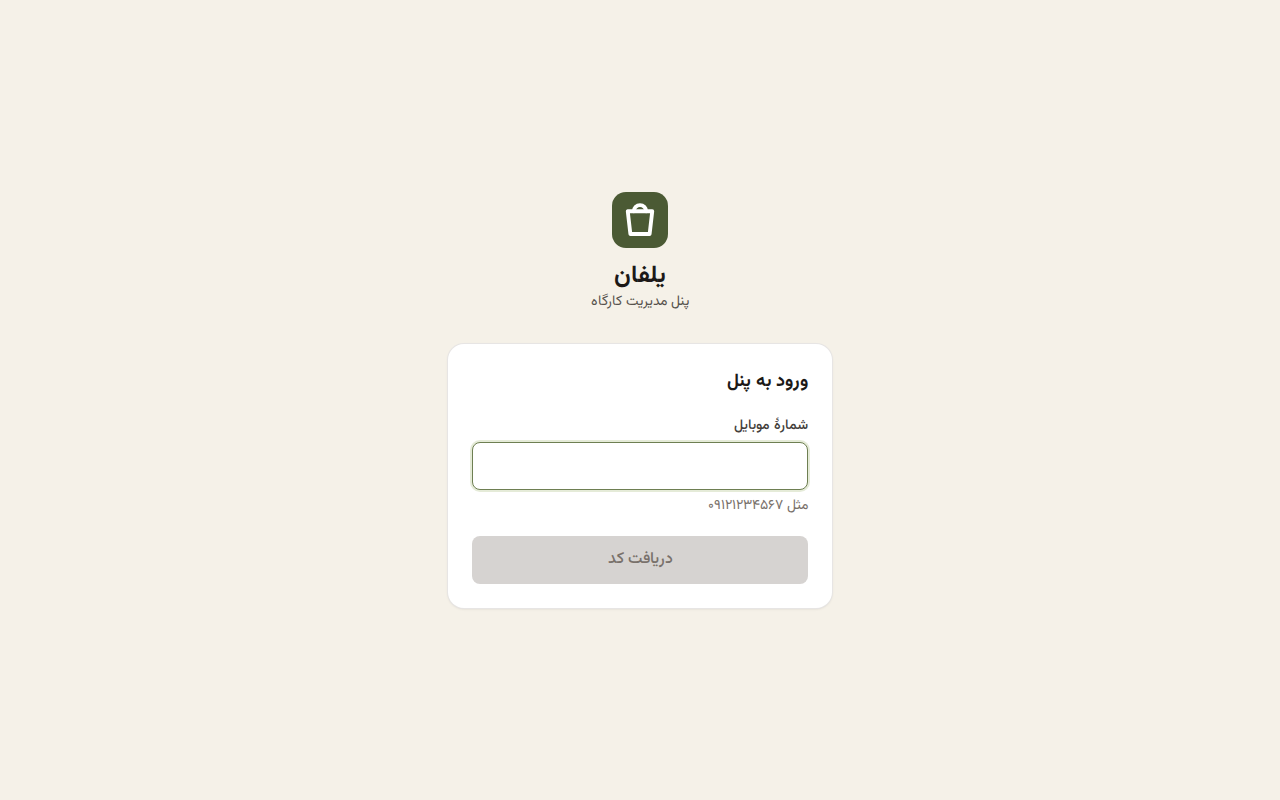 یلفان
پنل مدیریت کارگاه
ورود به پنل
شمارهٔ موبایل
مثل ۰۹۱۲۱۲۳۴۵۶۷
دریافت کد